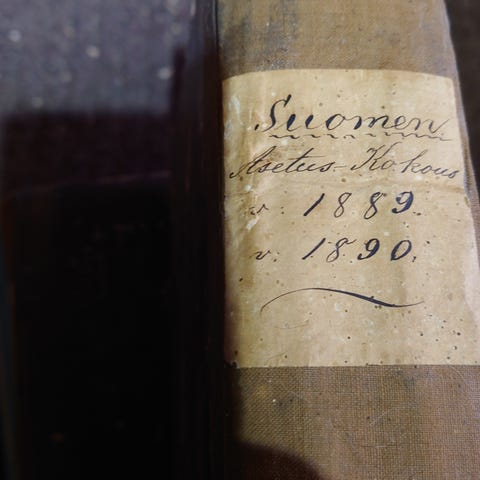 Suomen
Asetus-Kokous
v. 1889.
v. 1890.